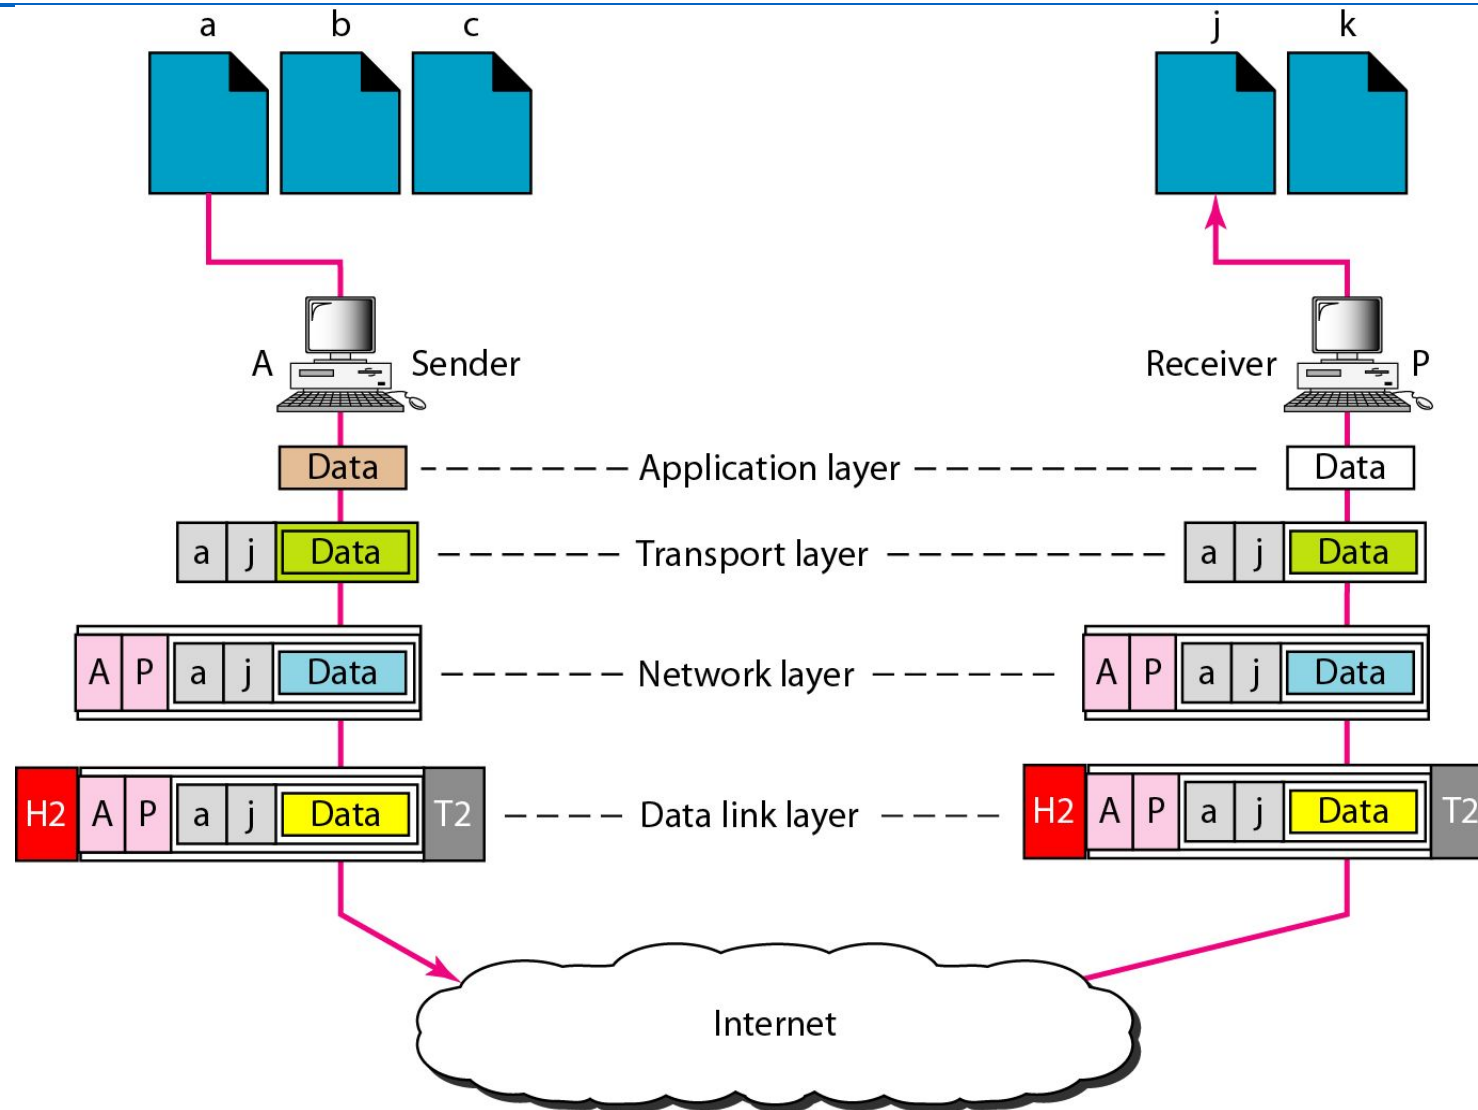 a b c j k
A Sender Receiver P
Data Application layer Data
a j Data Transport layer a j Data
A P a j Data Network layer A P a j Data
H2 A P a j Data T2 Data link layer H2 A P a j Data T2
Internet